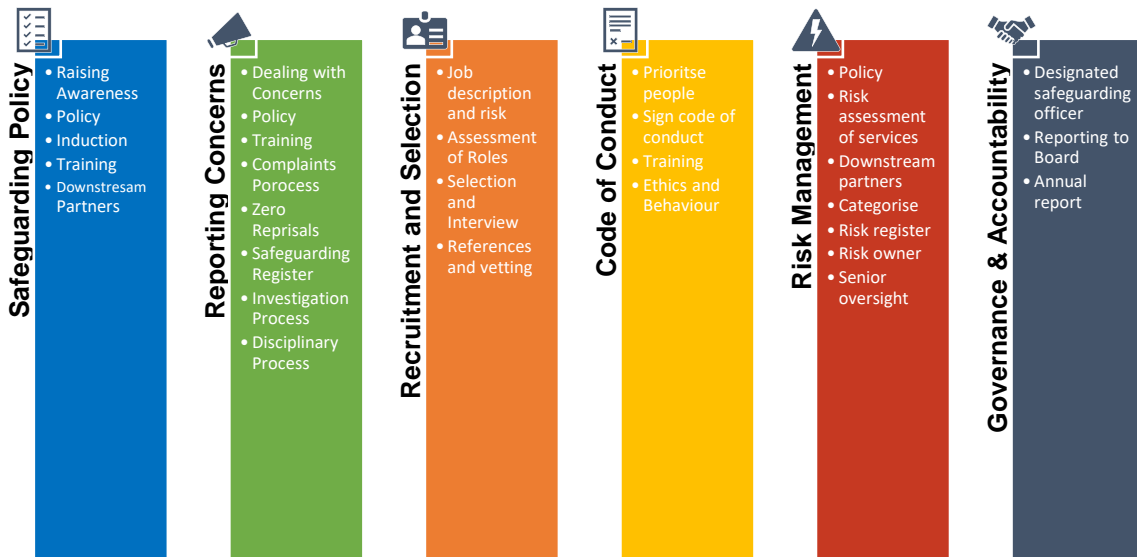 Safeguarding Policy
• Raising
Awareness
• Policy
• Induction
• Training
• Downstresam
Partners
Reporting Concerns
• Dealing with
Concerns
• Policy
• Training
• Complaints
Porocess
• Zero
Reprisals
• Safeguarding
Register
• Investigation
Process
• Disciplinary
Process
Recruitment and Selection
• Job
description
and risk
• Assessment
of Roles
• Selection
and
Interview
• References
and vetting
Code of Conduct
• Prioritse
people
• Sign code of
conduct
• Training
• Ethics and
Behaviour
Risk Management
• Policy
• Risk
assessment
of services
• Downstream
partners
• Categorise
• Risk register
• Risk owner
• Senior
oversight
Governance & Accountability
• Designated
safeguarding
officer
• Reporting to
Board
• Annual
report